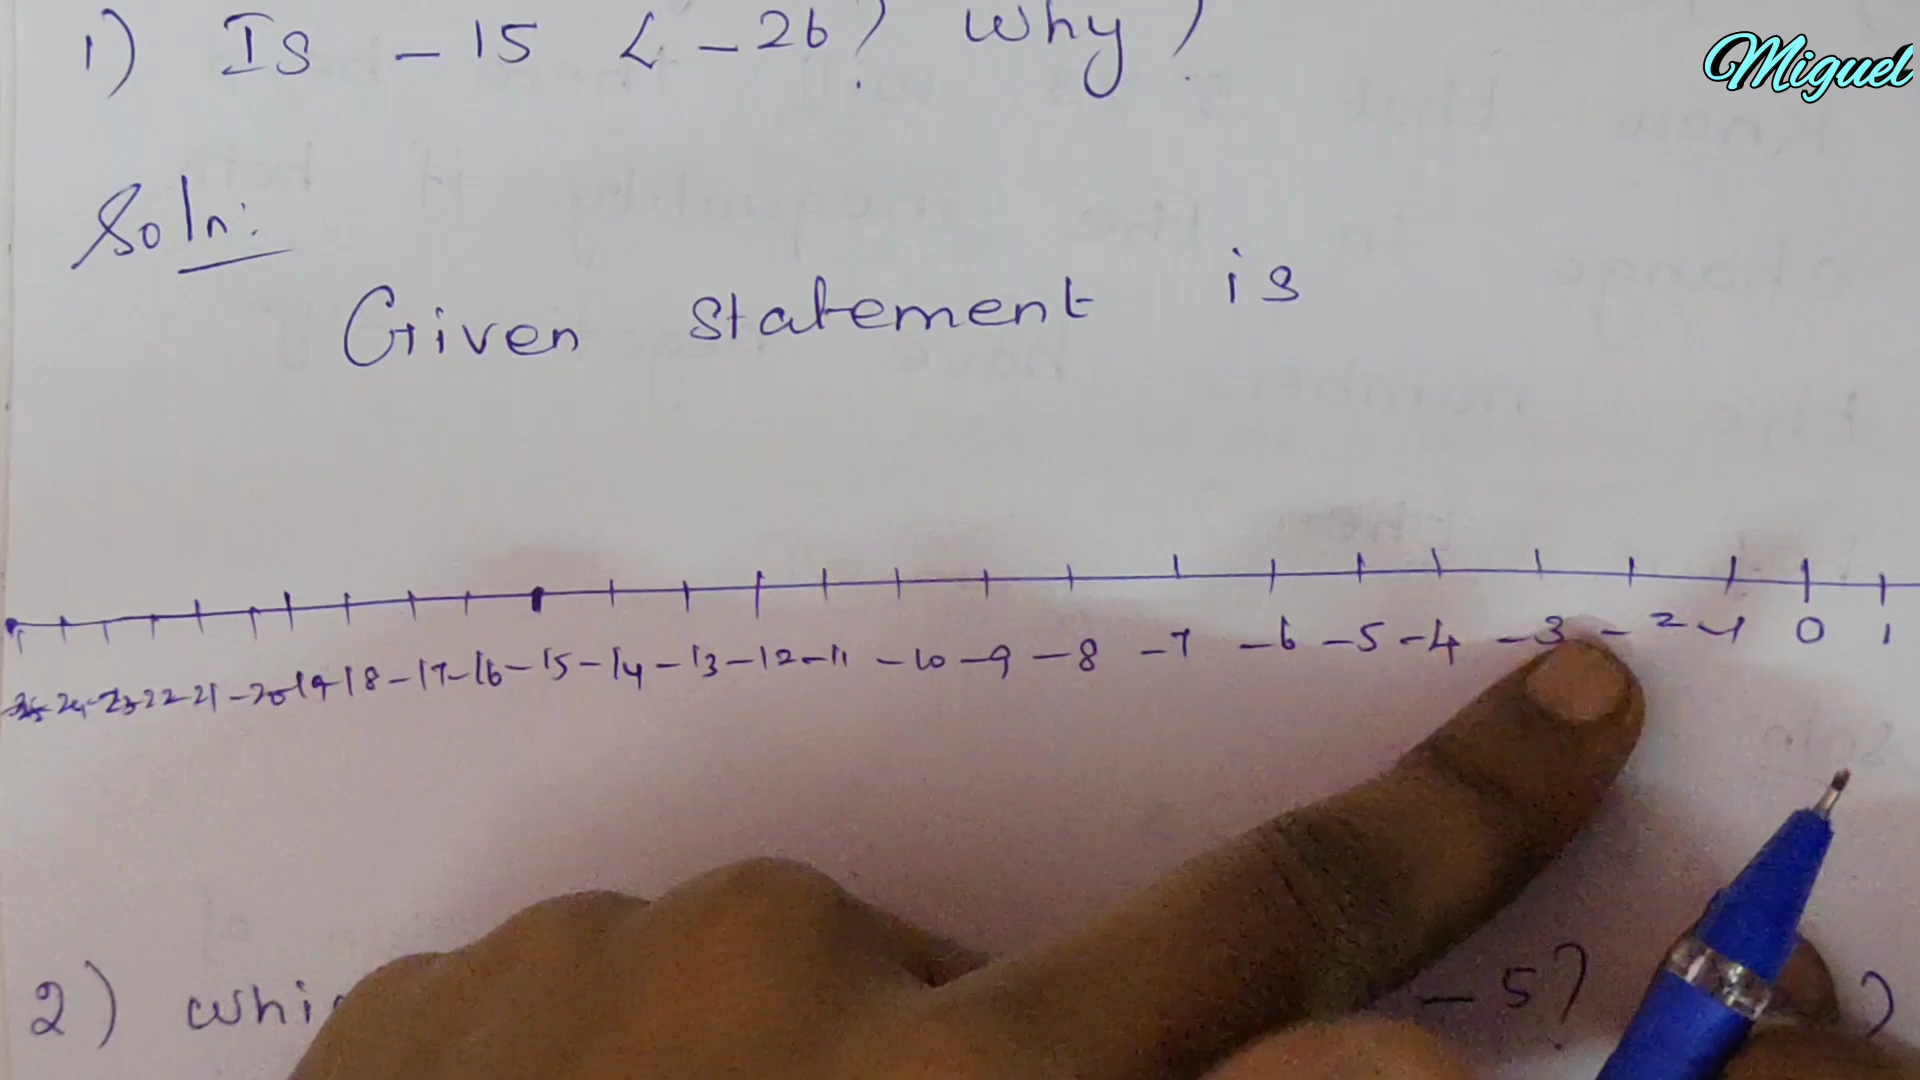 Miguel
1) Is -15 < -26? Why?
Soln:
Given statement is
-24 -23 -22 -21 -20 -19 -18 -17 -16 -15 -14 -13 -12 -11 -10 -9 -8 -7 -6 -5 -4 -3 -2 -1 0 1
2) -5?